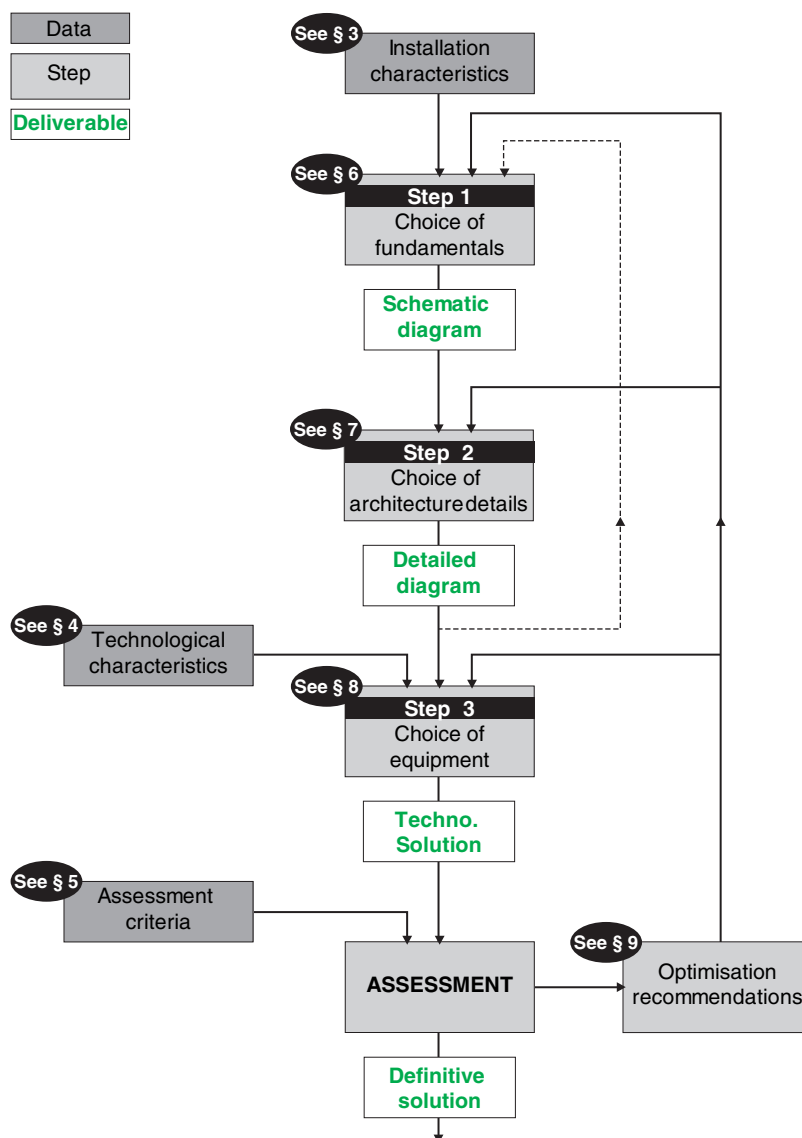 Data
Step
Deliverable
See § 3
Installation
characteristics
See § 6
Step 1
Choice of
fundamentals
Schematic
diagram
See § 7
Step 2
Choice of
architecture details
Detailed
diagram
See § 4
Technological
characteristics
See § 8
Step 3
Choice of
equipment
Techno.
Solution
See § 5
Assessment
criteria
ASSESSMENT
See § 9
Optimisation
recommendations
Definitive
solution